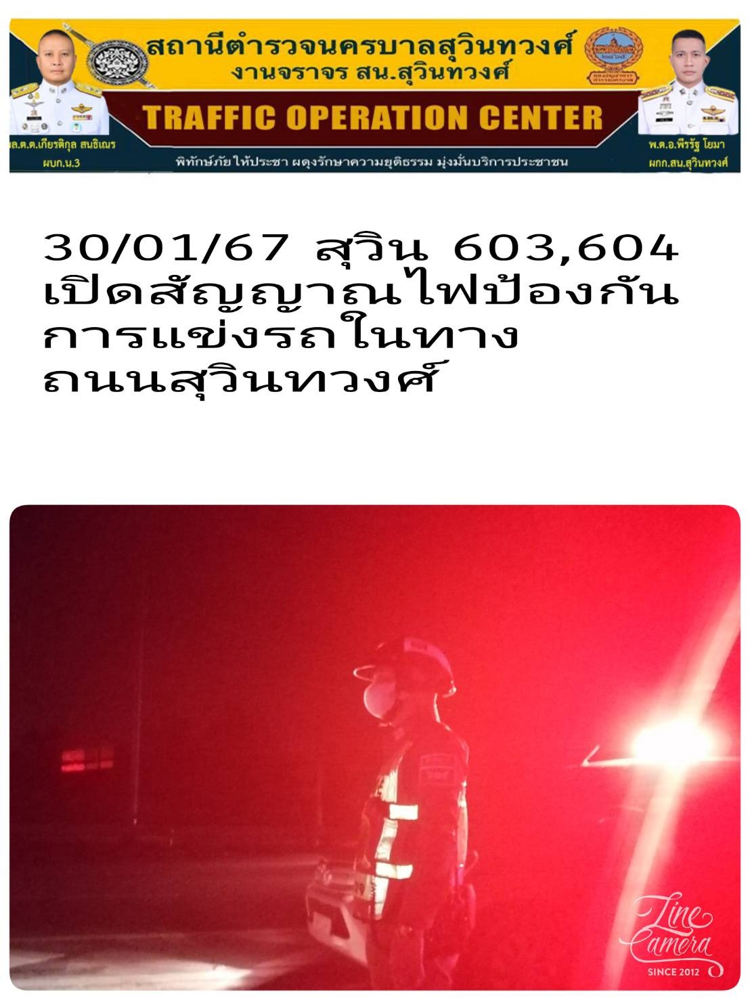 สถานีตำรวจนครบาลสุวินทวงศ์
งานจราจร สน.สุวินทวงศ์
TRAFFIC OPERATION CENTER
พล.ต.ต.เกียรติกุล สนธิเณร
ผบก.น.3
พ.ต.อ.พีรรัฐ โยมา
ผกก.สน.สุวินทวงศ์
พิทักษ์ภัย ให้ประชา ผดุงรักษาความยุติธรรม มุ่งมั่นบริการประชาชน
30/01/67 สุวิน 603,604
เปิดสัญญาณไฟป้องกัน
การแข่งรถในทาง
ถนนสุวินทวงศ์
Line
Camera
SINCE 2012